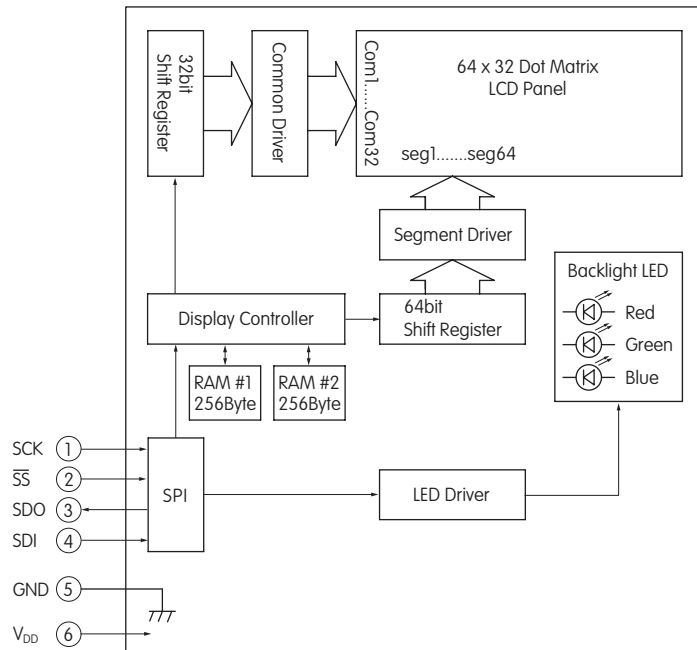 32bit
Shift Register
Common Driver
Com1......Com32
64 x 32 Dot Matrix
LCD Panel
seg1.......seg64
Segment Driver
Backlight LED
Red
Green
Blue
Display Controller
64bit
Shift Register
RAM #1
256Byte
RAM #2
256Byte
SCK 1
SS 2
SDO 3
SDI 4
SPI
LED Driver
GND 5
VDD 6